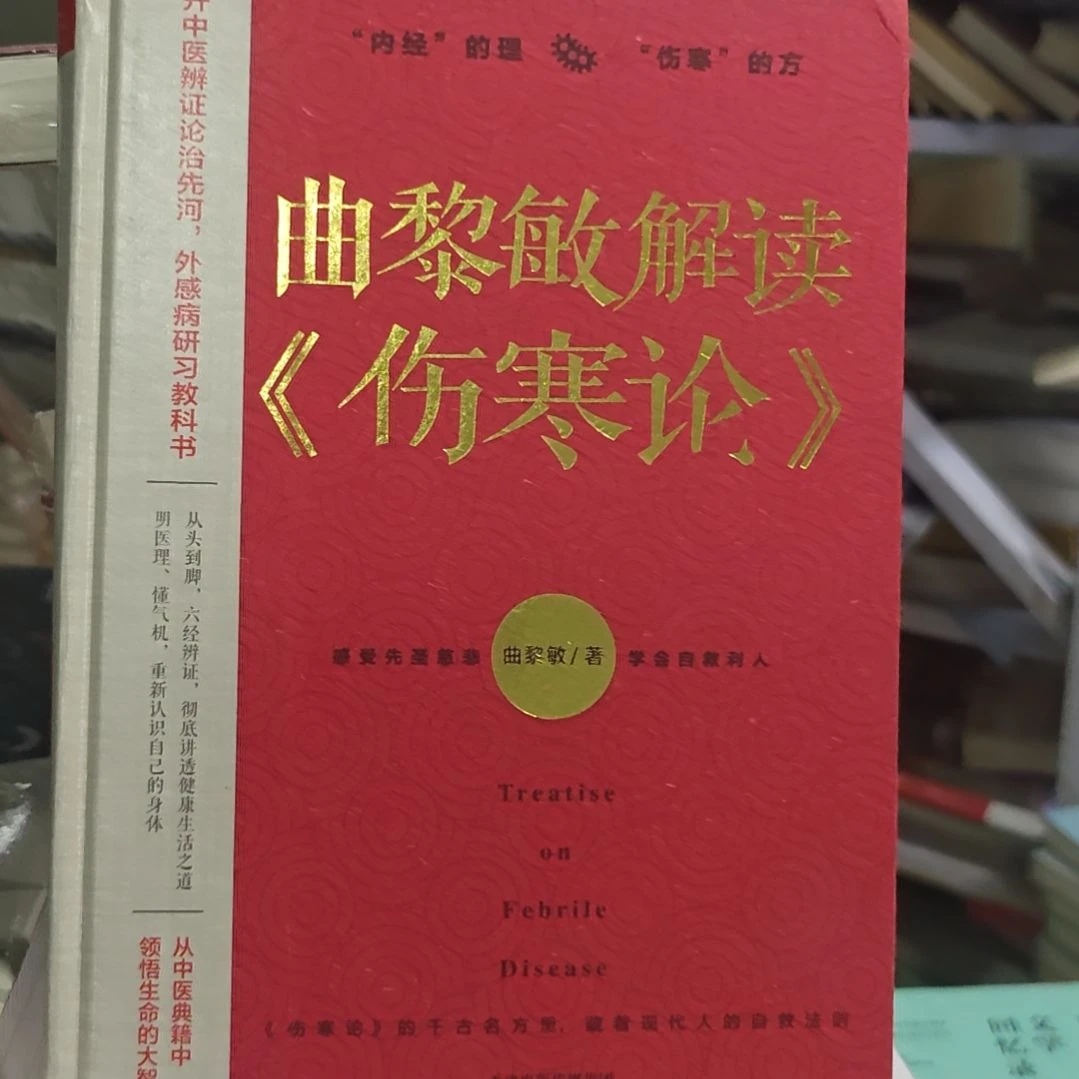 “内经”的理 “伤寒”的方
曲黎敏解读
《伤寒论》
感受先圣慈悲 曲黎敏/著 学会自救利人
Treatise
on
Febrile
Disease
《伤寒论》的千古名方里，藏着现代人的自救法则
开中医辨证论治先河，外感病研习教科书
从头到脚，六经辨证，彻底讲透健康生活之道
明医理、懂气机，重新认识自己的身体
从中医典籍中
领悟生命的大智